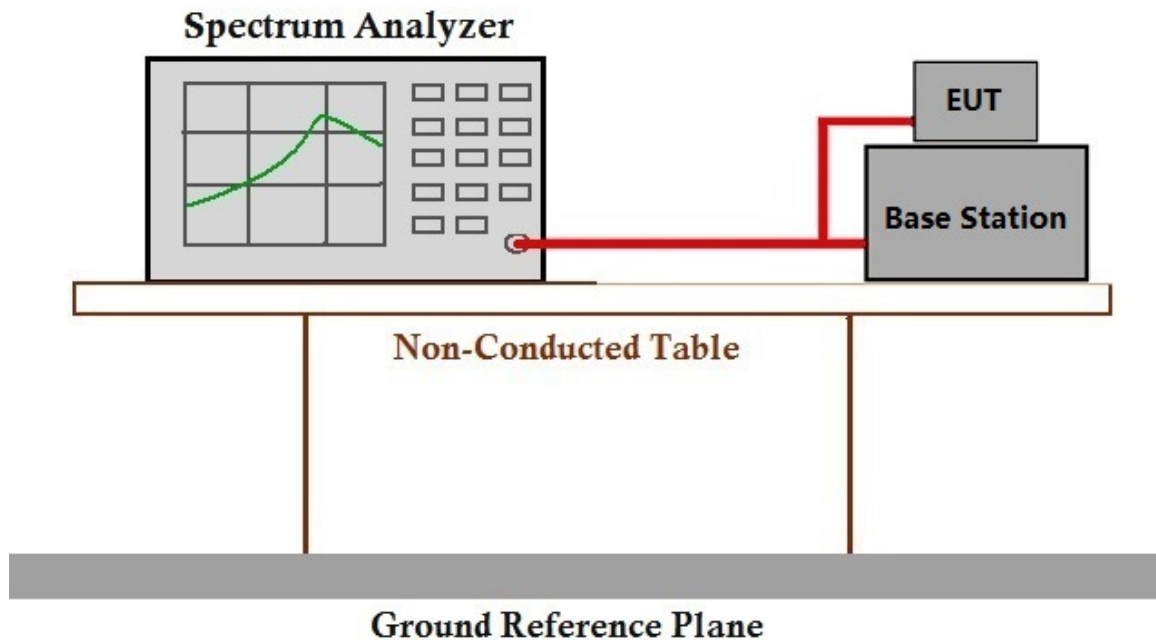 Spectrum Analyzer
EUT
Base Station
Non-Conducted Table
Ground Reference Plane